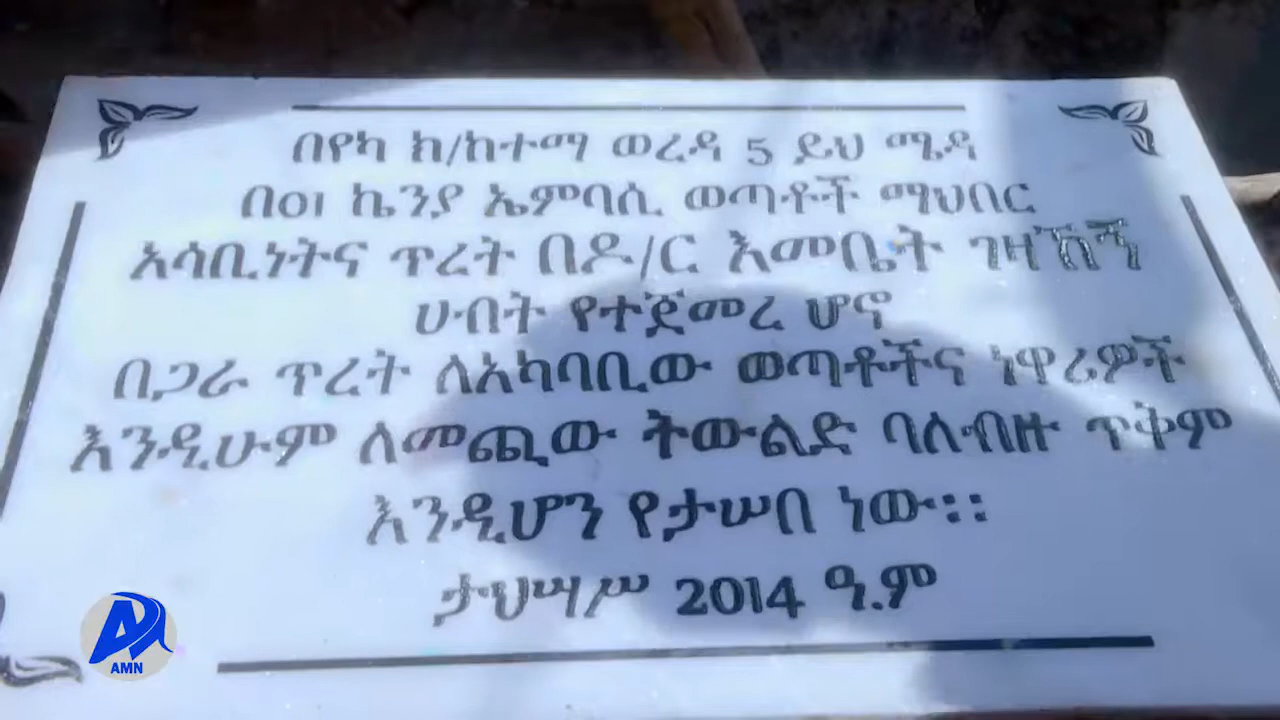 በየካ ክ/ከተማ ወረዳ 5 ይህ ሜዳ
በ01 ኬንያ ኤምባሲ ወጣቶች ማህበር
አሳቢነትና ጥረት በዶ/ር እመቤት ገዛኸኝ
ሀብት የተጀመረ ሆኖ
በጋራ ጥረት ለአካባቢው ወጣቶችና ነዋሪዎች
እንዲሁም ለመጪው ትውልድ ባለብዙ ጥቅም
እንዲሆን የታሠበ ነው፡፡
ታህሣሥ 2014 ዓ.ም
AMN